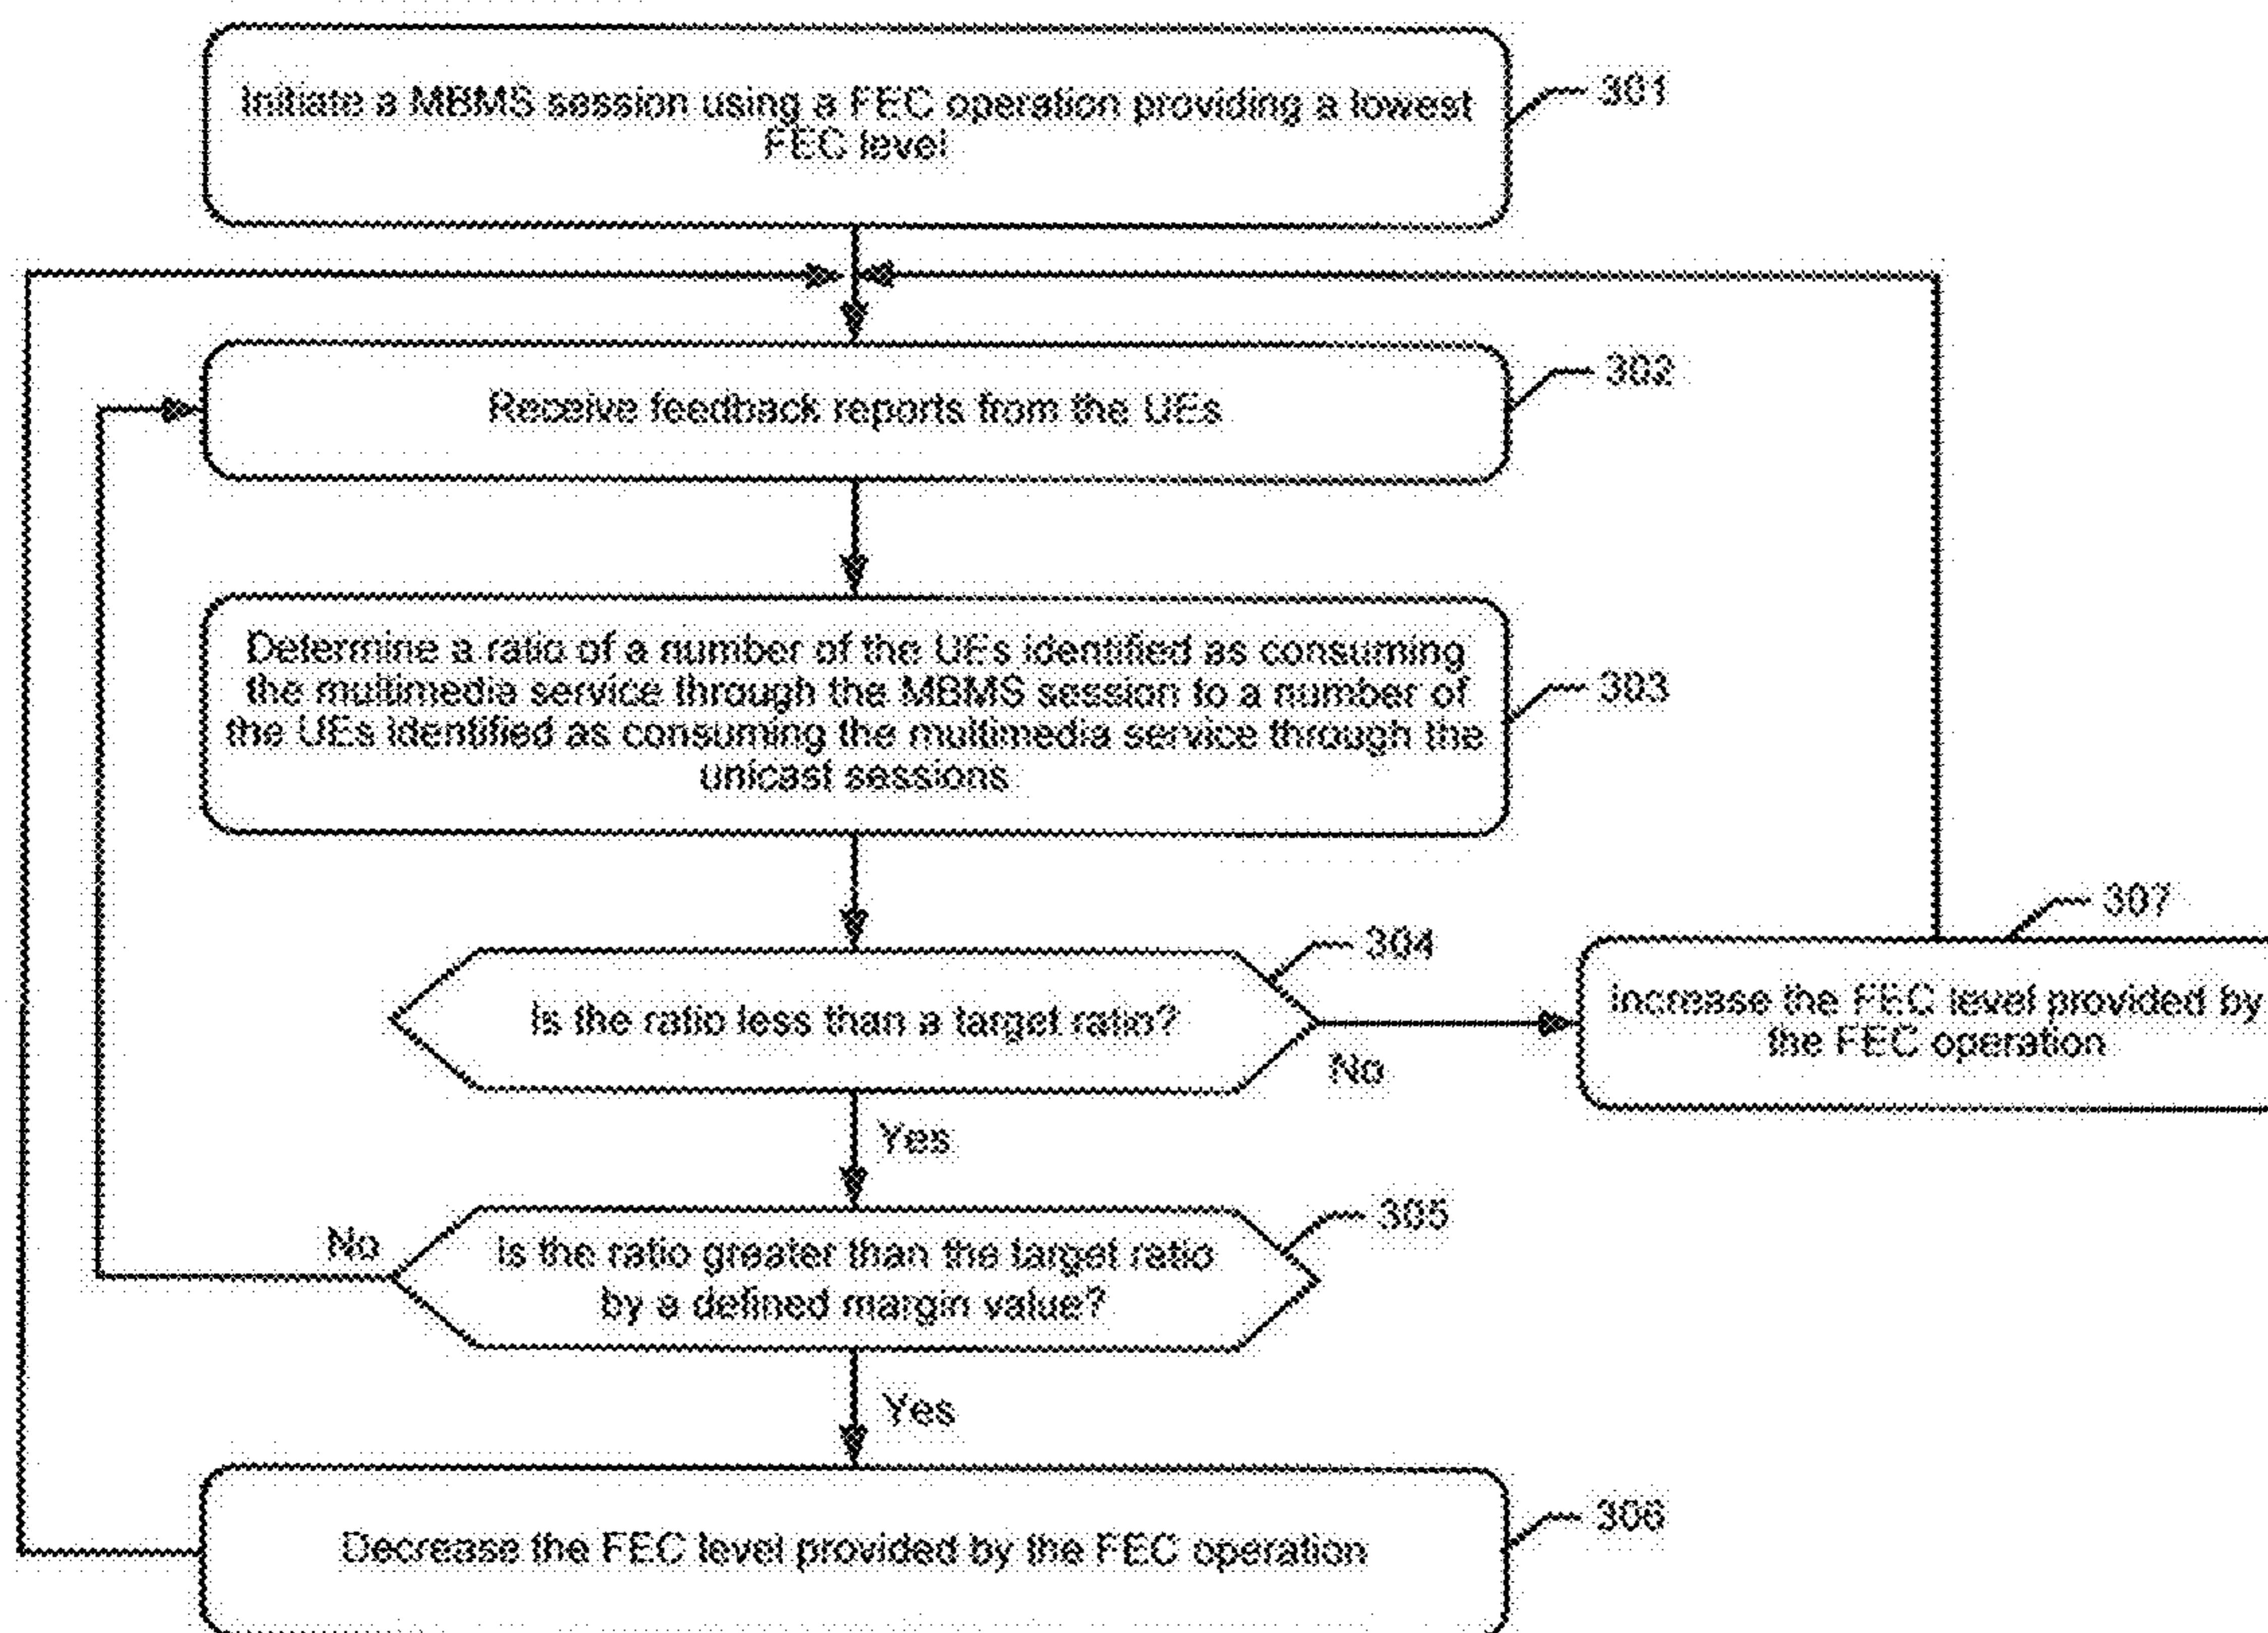 Initiate a MBMS session using a FEC operation providing a lowest
FEC level
301
Receive feedback reports from the UEs
302
Determine a ratio of a number of the UEs identified as consuming
the multimedia service through the MBMS session to a number of
the UEs identified as consuming the multimedia service through the
unicast sessions
303
Is the ratio less than a target ratio?
304
No
307
Increase the FEC level provided by
the FEC operation
Yes
Is the ratio greater than the target ratio
by a defined margin value?
305
No
Yes
Decrease the FEC level provided by the FEC operation
306